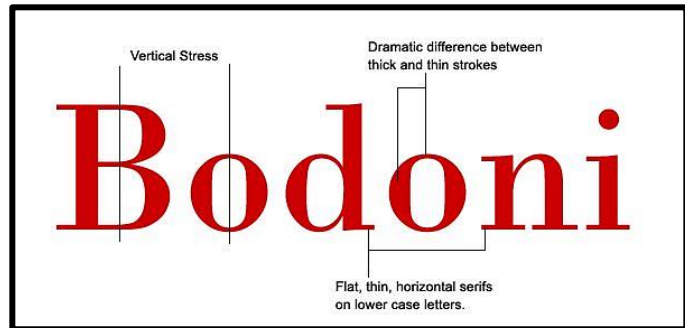 Vertical Stress
Dramatic difference between
thick and thin strokes
Bodoni
Flat, thin, horizontal serifs
on lower case letters.